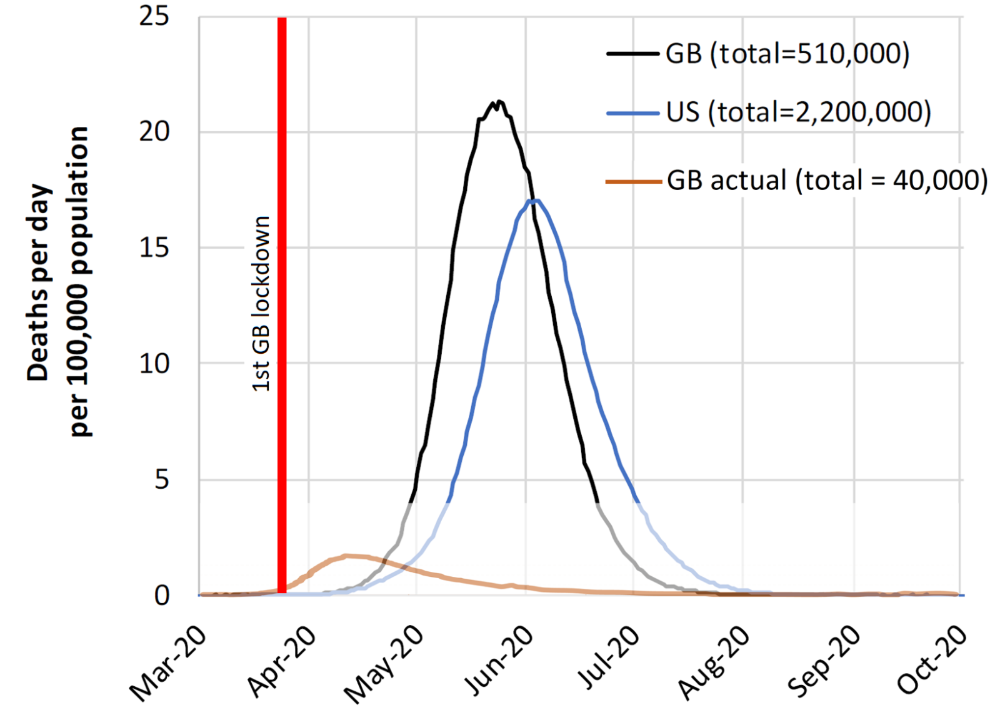 25
20
15
10
5
0
Deaths per day
per 100,000 population
1st GB lockdown
GB (total=510,000)
US (total=2,200,000)
GB actual (total = 40,000)
Mar-20
Apr-20
May-20
Jun-20
Jul-20
Aug-20
Sep-20
Oct-20